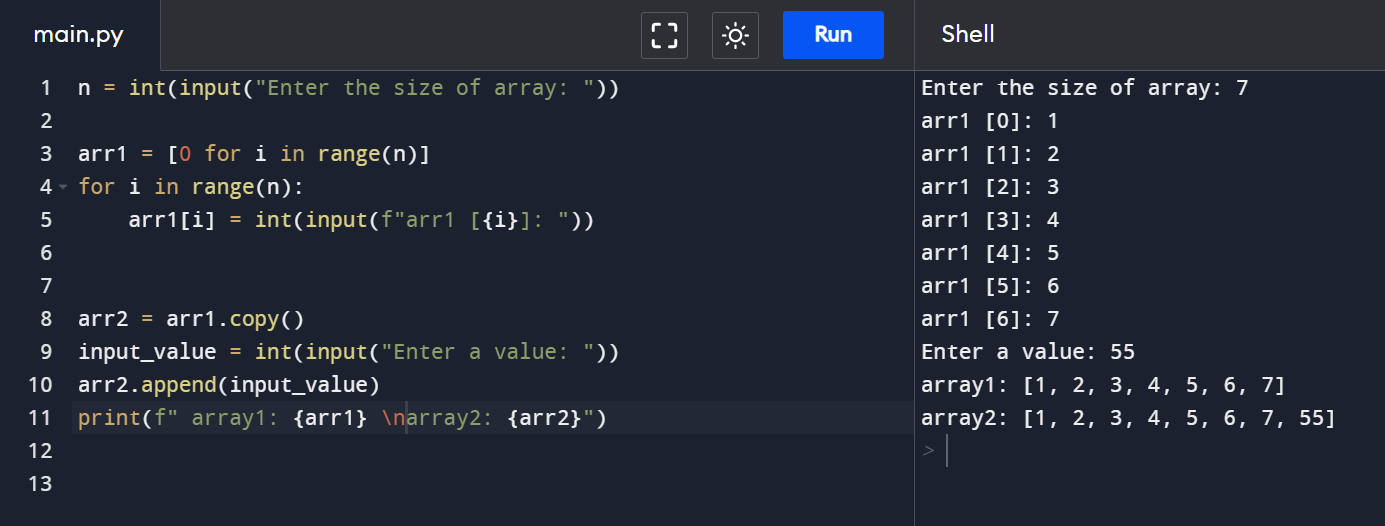 main.py
Run
Shell
1 n = int(input("Enter the size of array: "))
2
3 arr1 = [0 for i in range(n)]
4 for i in range(n):
5     arr1[i] = int(input(f"arr1 [{i}]: "))
6
7
8 arr2 = arr1.copy()
9 input_value = int(input("Enter a value: "))
10 arr2.append(input_value)
11 print(f" array1: {arr1} \narray2: {arr2}")
12
13
Enter the size of array: 7
arr1 [0]: 1
arr1 [1]: 2
arr1 [2]: 3
arr1 [3]: 4
arr1 [4]: 5
arr1 [5]: 6
arr1 [6]: 7
Enter a value: 55
array1: [1, 2, 3, 4, 5, 6, 7]
array2: [1, 2, 3, 4, 5, 6, 7, 55]
>